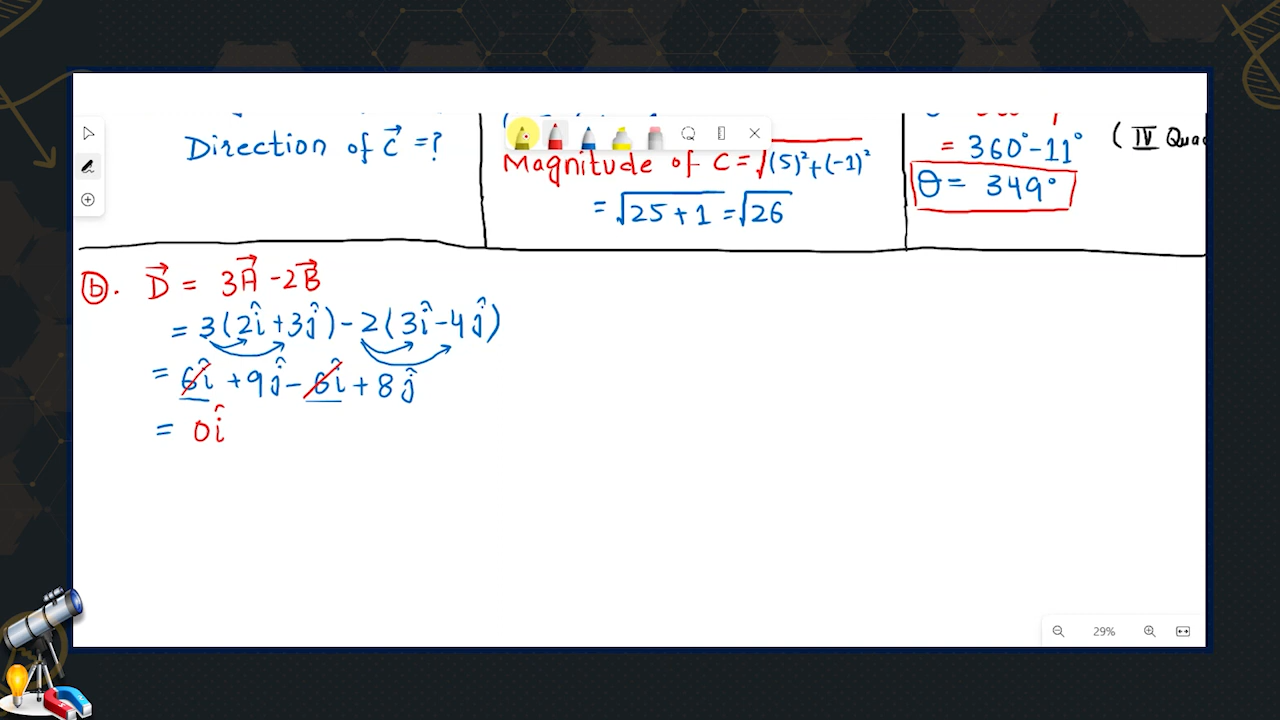 Direction of C⃗ =?
Magnitude of C = √(5)²+(-1)²
= √25 + 1 = √26
= 360° - 11°
(IV
θ = 349°
ⓑ. D⃗ = 3A⃗ - 2B⃗
= 3(2î + 3ĵ) - 2(3î - 4ĵ)
= 6î + 9ĵ - 6î + 8ĵ
= 0î
29%